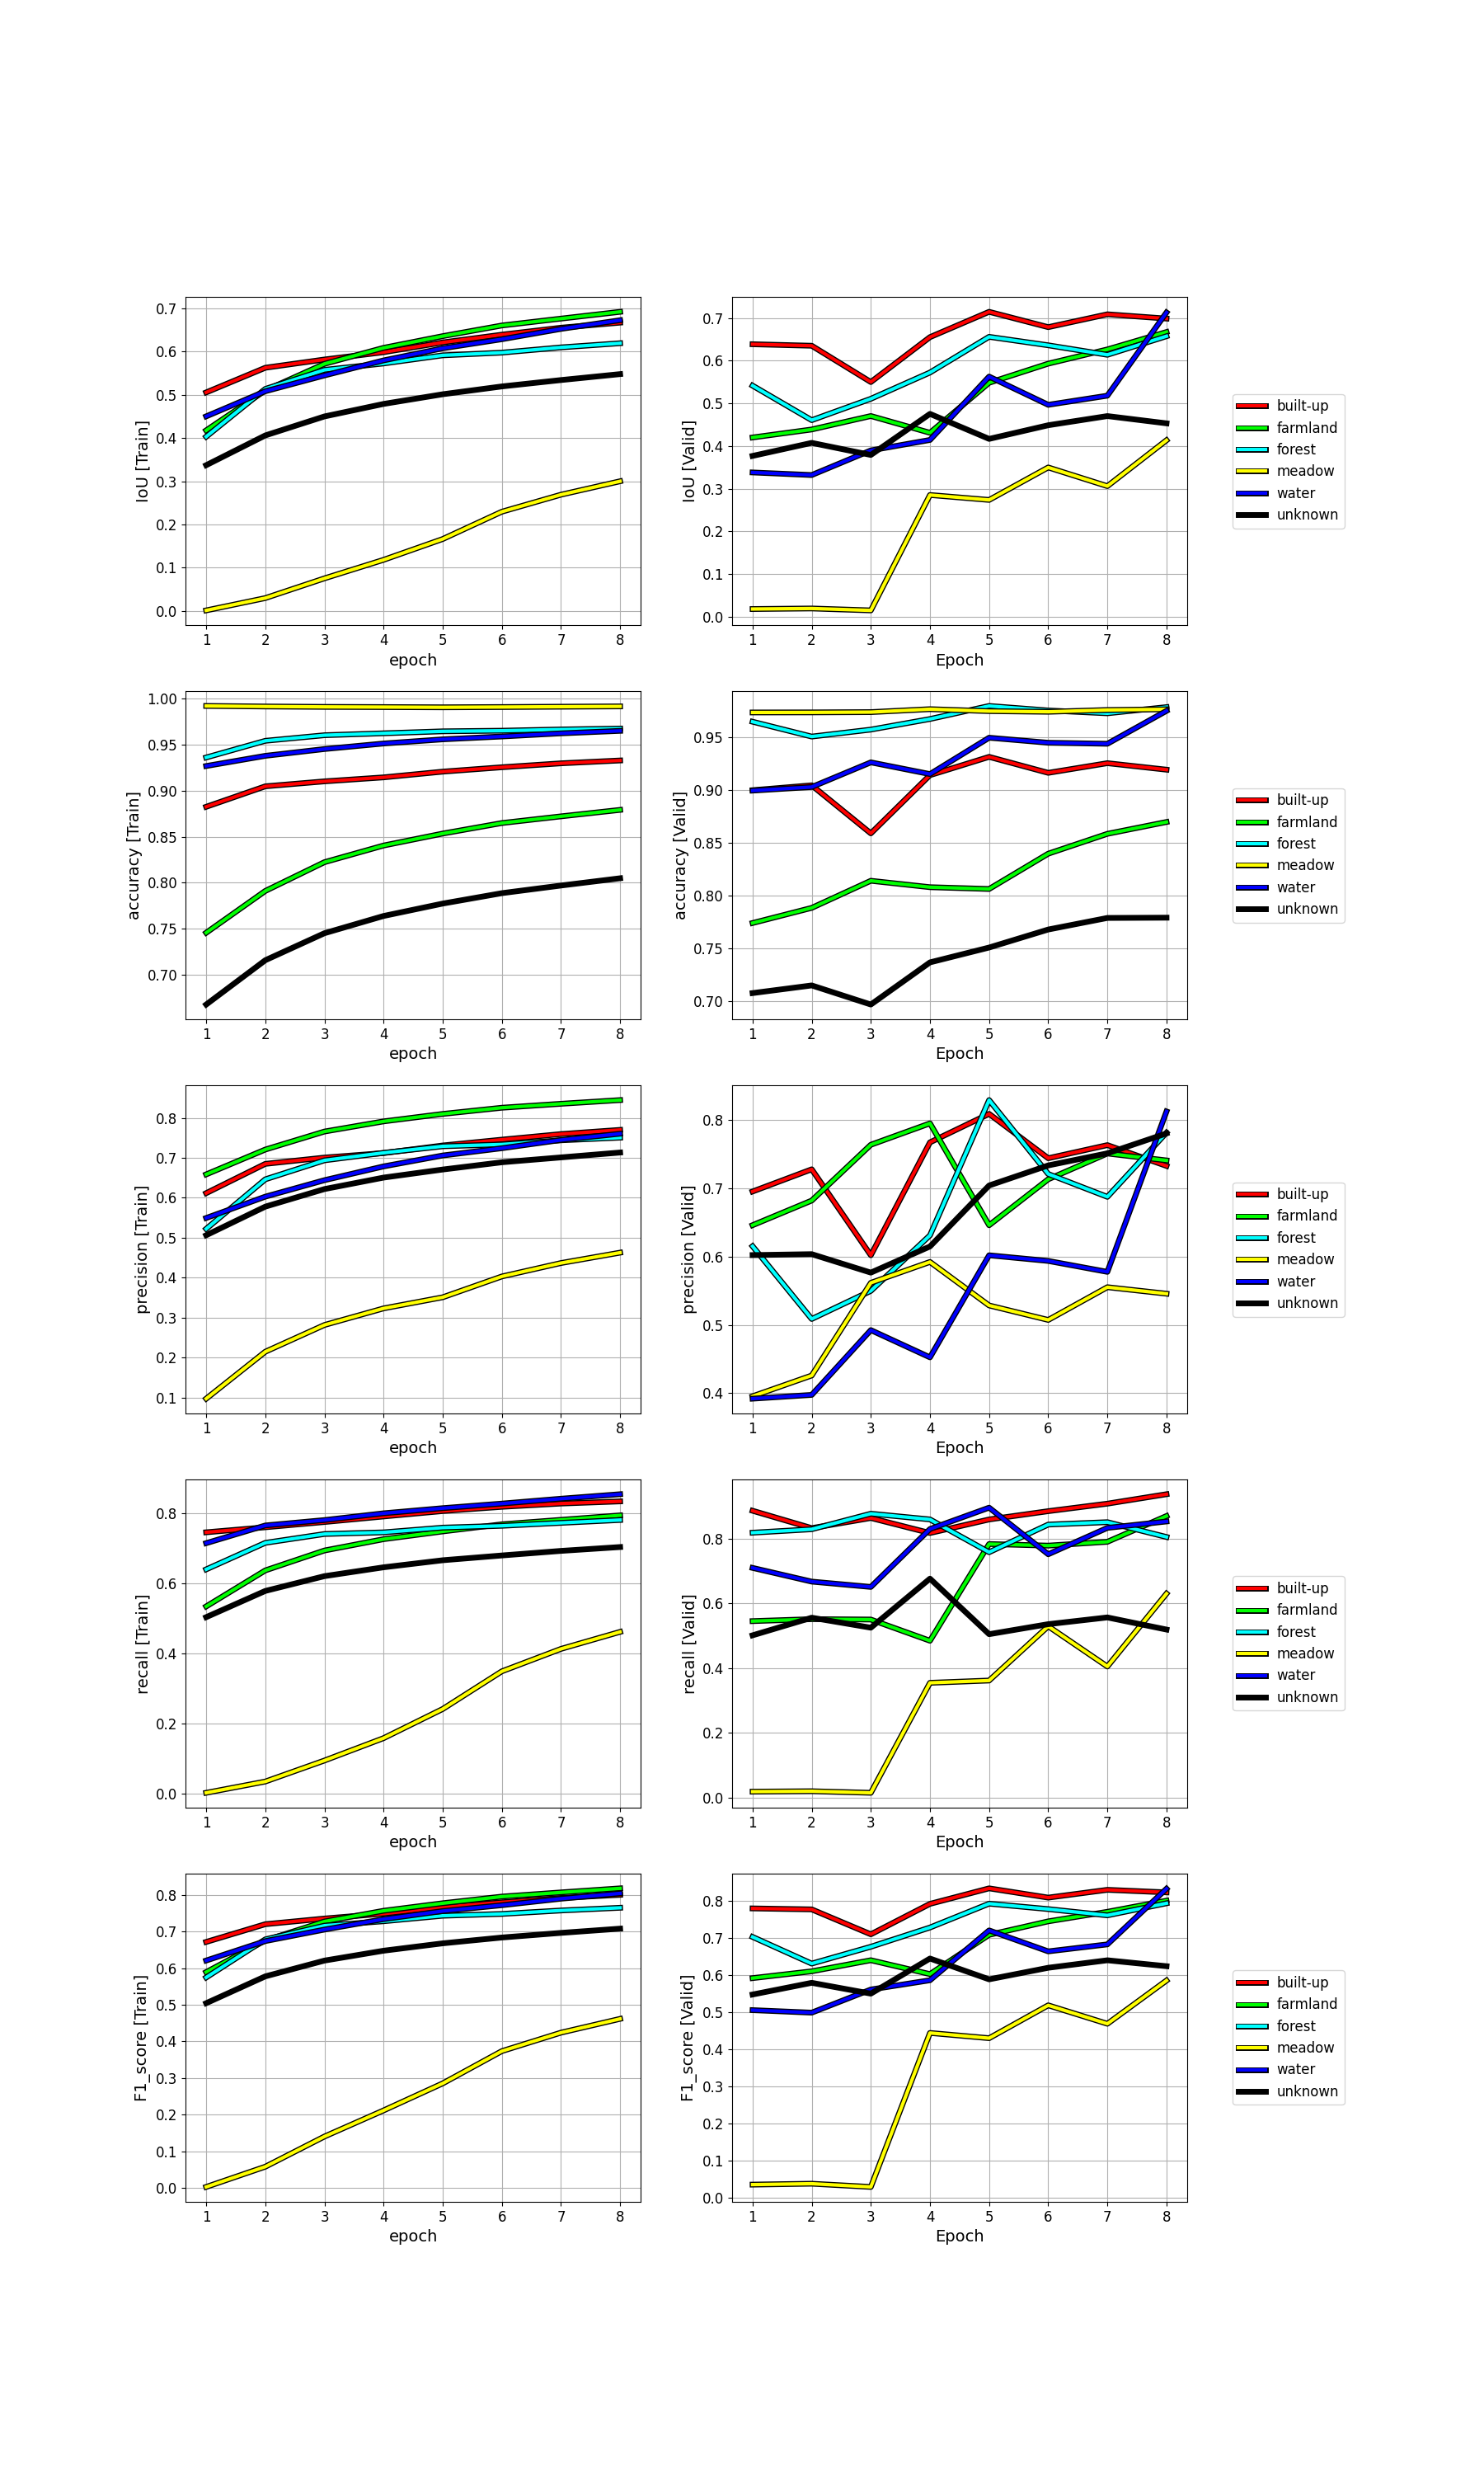 IoU [Train]
0.7
0.6
0.5
0.4
0.3
0.2
0.1
0.0
1 2 3 4 5 6 7 8
epoch
IoU [Valid]
0.7
0.6
0.5
0.4
0.3
0.2
0.1
0.0
1 2 3 4 5 6 7 8
Epoch
built-up
farmland
forest
meadow
water
unknown
accuracy [Train]
1.00
0.95
0.90
0.85
0.80
0.75
0.70
1 2 3 4 5 6 7 8
epoch
accuracy [Valid]
0.95
0.90
0.85
0.80
0.75
0.70
1 2 3 4 5 6 7 8
Epoch
built-up
farmland
forest
meadow
water
unknown
precision [Train]
0.8
0.7
0.6
0.5
0.4
0.3
0.2
0.1
1 2 3 4 5 6 7 8
epoch
precision [Valid]
0.8
0.7
0.6
0.5
0.4
1 2 3 4 5 6 7 8
Epoch
built-up
farmland
forest
meadow
water
unknown
recall [Train]
0.8
0.6
0.4
0.2
0.0
1 2 3 4 5 6 7 8
epoch
recall [Valid]
0.8
0.6
0.4
0.2
0.0
1 2 3 4 5 6 7 8
Epoch
built-up
farmland
forest
meadow
water
unknown
F1_score [Train]
0.8
0.7
0.6
0.5
0.4
0.3
0.2
0.1
0.0
1 2 3 4 5 6 7 8
epoch
F1_score [Valid]
0.8
0.7
0.6
0.5
0.4
0.3
0.2
0.1
0.0
1 2 3 4 5 6 7 8
Epoch
built-up
farmland
forest
meadow
water
unknown